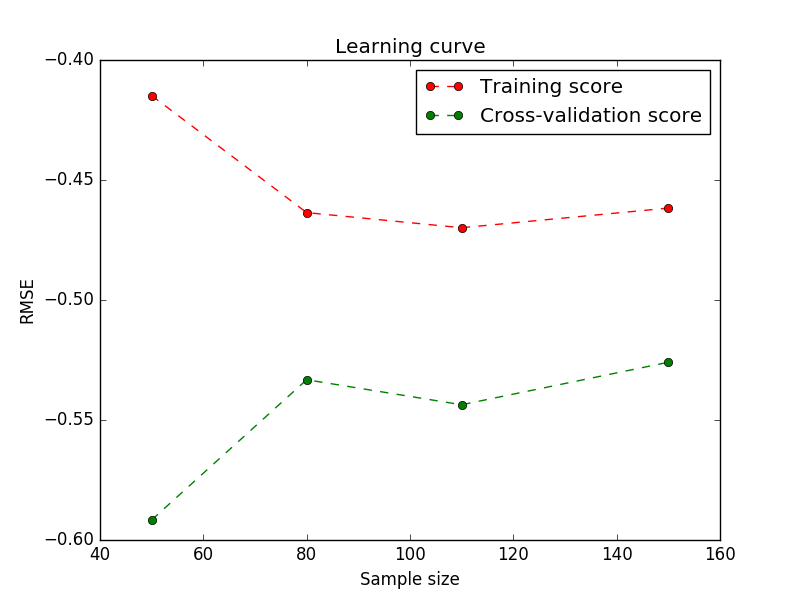 Learning curve
Training score
Cross-validation score
−0.40
−0.45
−0.50
−0.55
−0.60
RMSE
40
60
80
100
120
140
160
Sample size